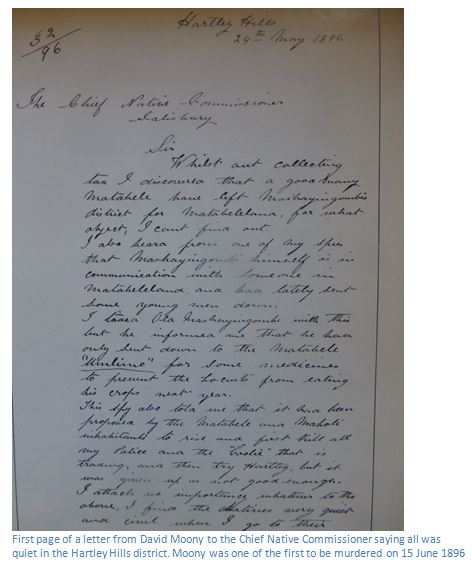 Hartley Hills
24th May 1896
32/96
The Chief Native Commissioner
Salisbury
Sir
Whilst out collecting
tax I discovered that a good many
Matabele have left Mashayingombi's
district for Matabeleland, for what
object, I cant find out.
I also heard from one of my spies
that Mashayingombi himself is in
communication with someone in
Matabeleland, and had lately sent
some young men down.
I taxed Old Mashayingombi with this
but he informed me that he had
only sent down to the Matabele
"Umlimo" for some medicines
to prevent the Locusts from eating
his crops next year.
This spy also told me that it had been
proposed by the Matabele and Maholi
inhabitants to rise and first kill all
my Police and the "Coolie" that is
trading, and then try Hartley, but it
was given up as not good enough.
I attach no importance whatever to the
above, I find the natives very quiet
and civil when I go to their
First page of a letter from David Moony to the Chief Native Commissioner saying all was
quiet in the Hartley Hills district. Moony was one of the first to be murdered on 15 June 1896